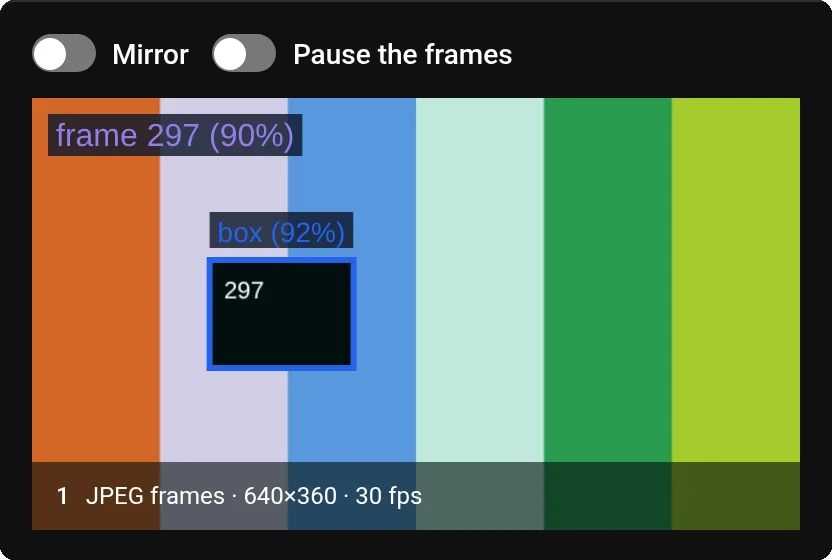 Mirror Pause the frames
frame 297 (90%)
box (92%)
297
1 JPEG frames · 640×360 · 30 fps